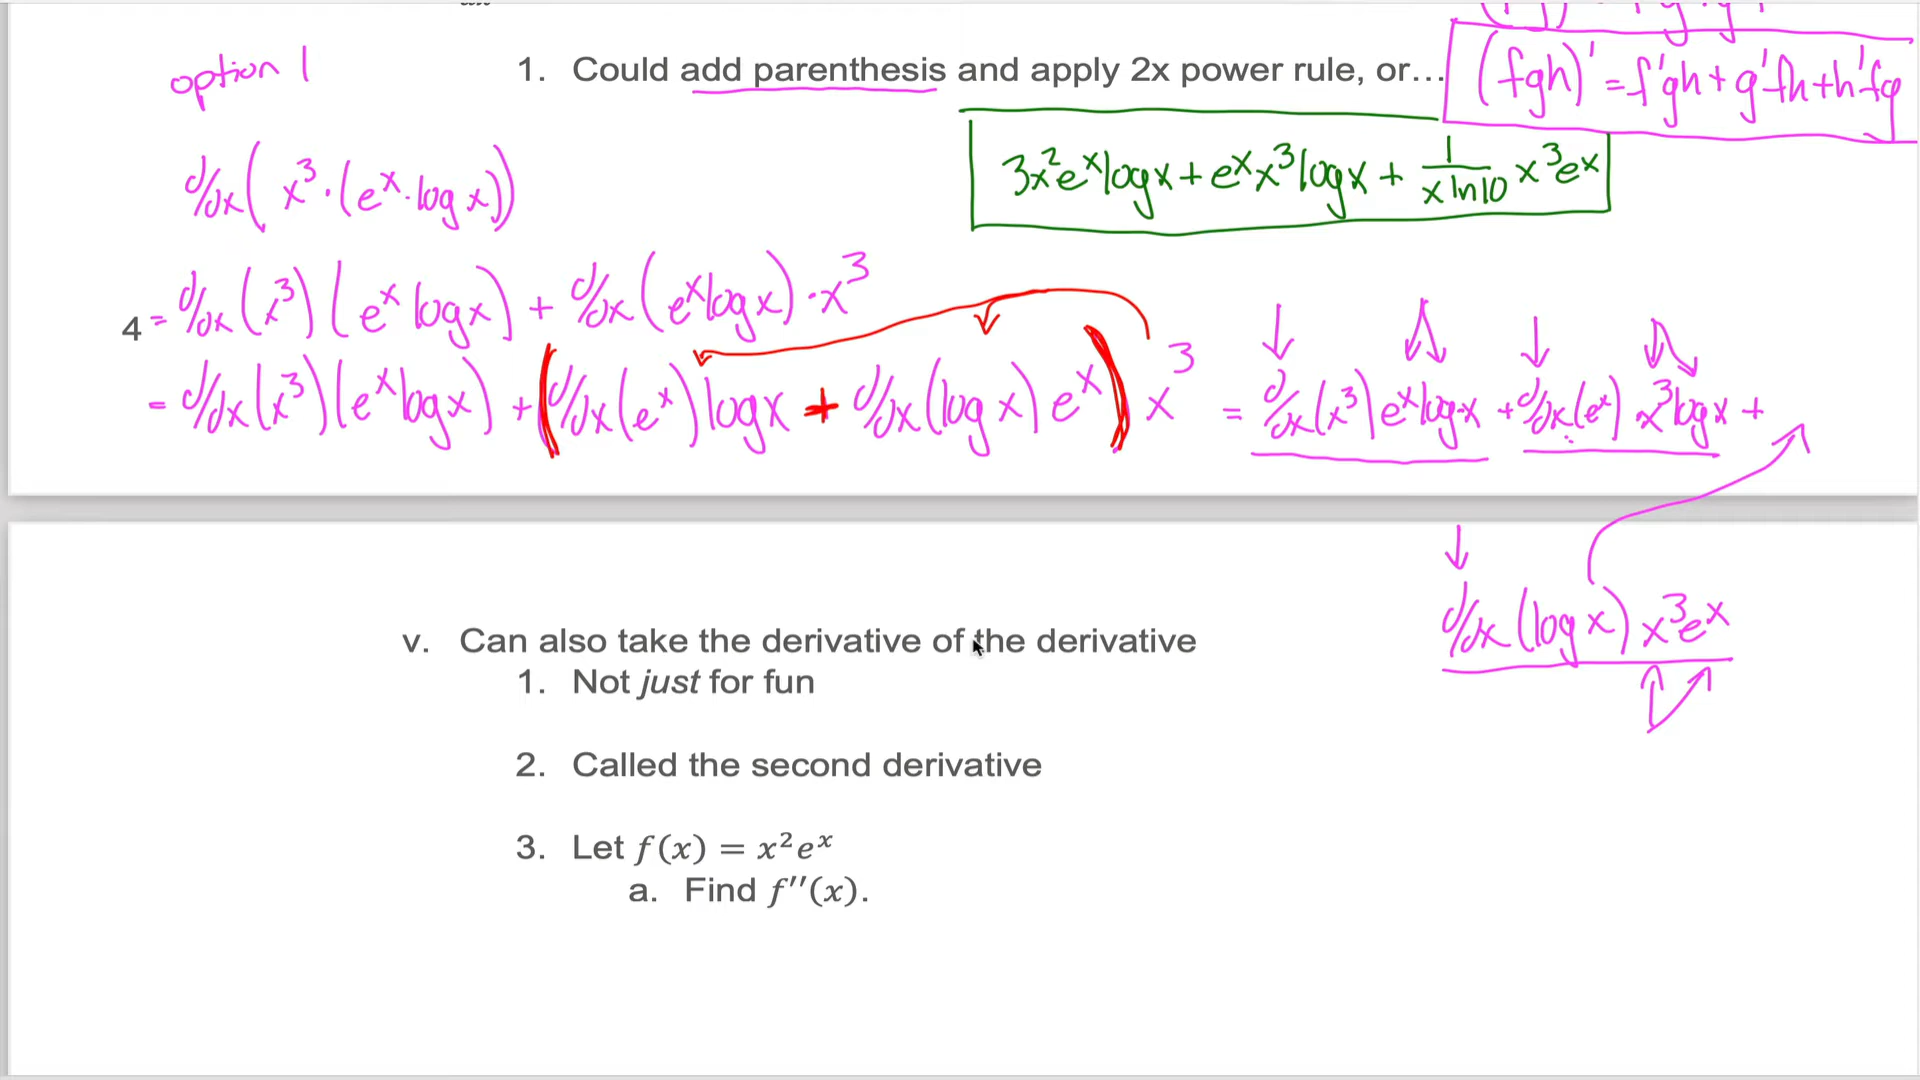 option 1
1. Could add parenthesis and apply 2x power rule, or...
(fgh)' = f'gh + g'fh + h'fg
3x²eˣlogx + eˣx³logx + 1/(x ln10) x³eˣ
d/dx( x³·(eˣ·log x))
4 = d/dx(x³)(eˣ logx) + d/dx(eˣlogx)·x³
= d/dx(x³)(eˣlogx) + (d/dx(eˣ)logx + d/dx(log x)eˣ) x³ = d/dx(x³)eˣlogx + d/dx(eˣ) x³logx +
d/dx(log x) x³eˣ
v. Can also take the derivative of the derivative
1. Not just for fun
2. Called the second derivative
3. Let f(x) = x²eˣ
a. Find f′′(x).